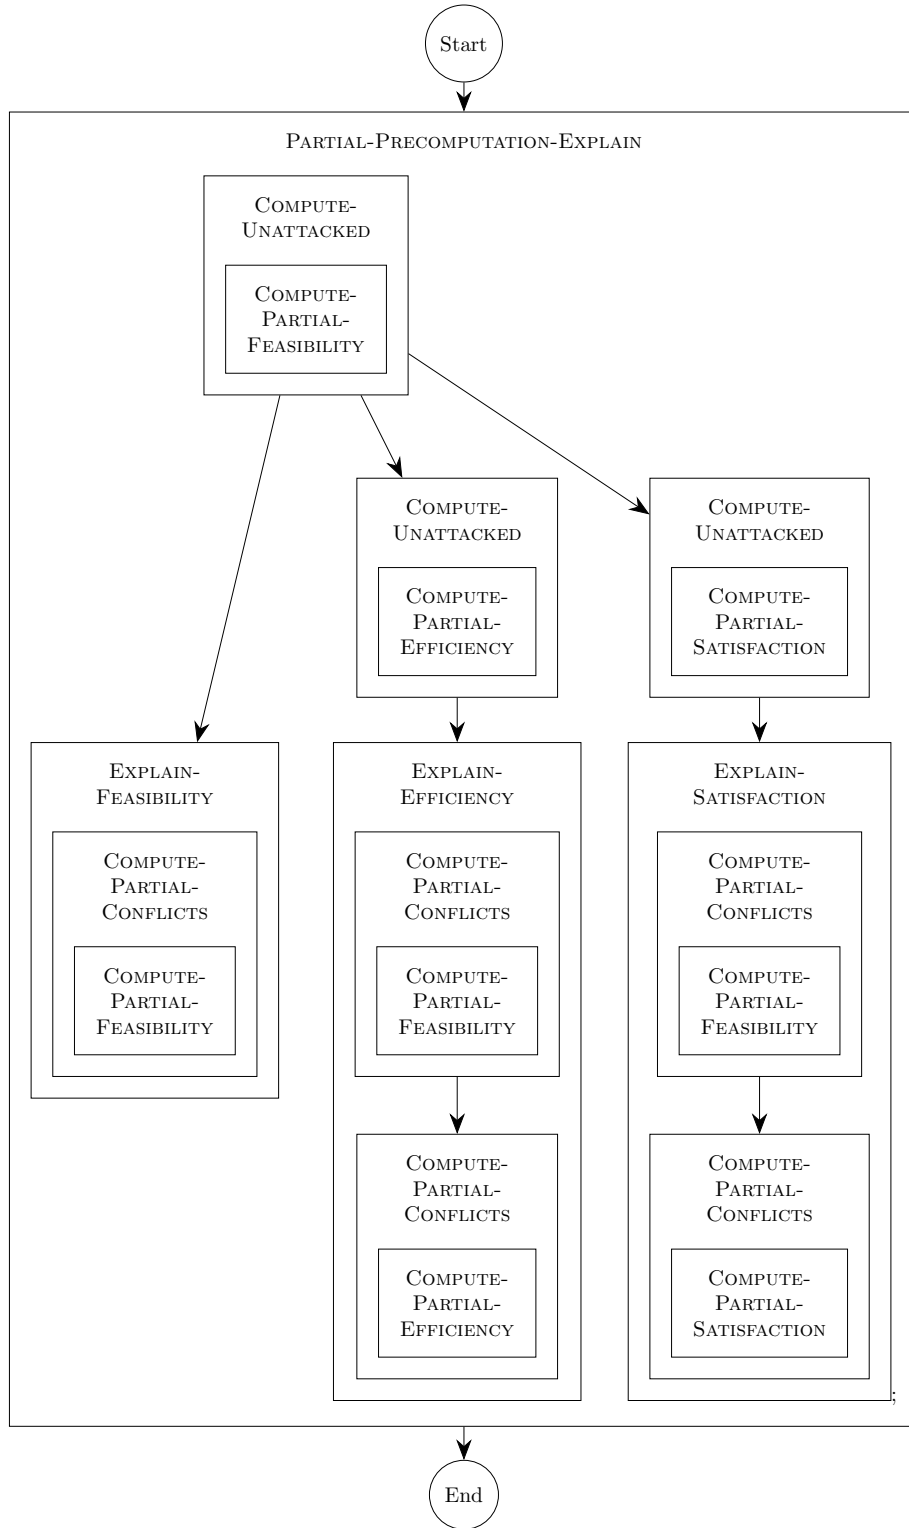 Start
PARTIAL-PRECOMPUTATION-EXPLAIN
COMPUTE-
UNATTACKED
COMPUTE-
PARTIAL-
FEASIBILITY
COMPUTE-
UNATTACKED
COMPUTE-
PARTIAL-
EFFICIENCY
COMPUTE-
UNATTACKED
COMPUTE-
PARTIAL-
SATISFACTION
EXPLAIN-
FEASIBILITY
COMPUTE-
PARTIAL-
CONFLICTS
COMPUTE-
PARTIAL-
FEASIBILITY
EXPLAIN-
EFFICIENCY
COMPUTE-
PARTIAL-
CONFLICTS
COMPUTE-
PARTIAL-
FEASIBILITY
COMPUTE-
PARTIAL-
CONFLICTS
COMPUTE-
PARTIAL-
EFFICIENCY
EXPLAIN-
SATISFACTION
COMPUTE-
PARTIAL-
CONFLICTS
COMPUTE-
PARTIAL-
FEASIBILITY
COMPUTE-
PARTIAL-
CONFLICTS
COMPUTE-
PARTIAL-
SATISFACTION
;
End